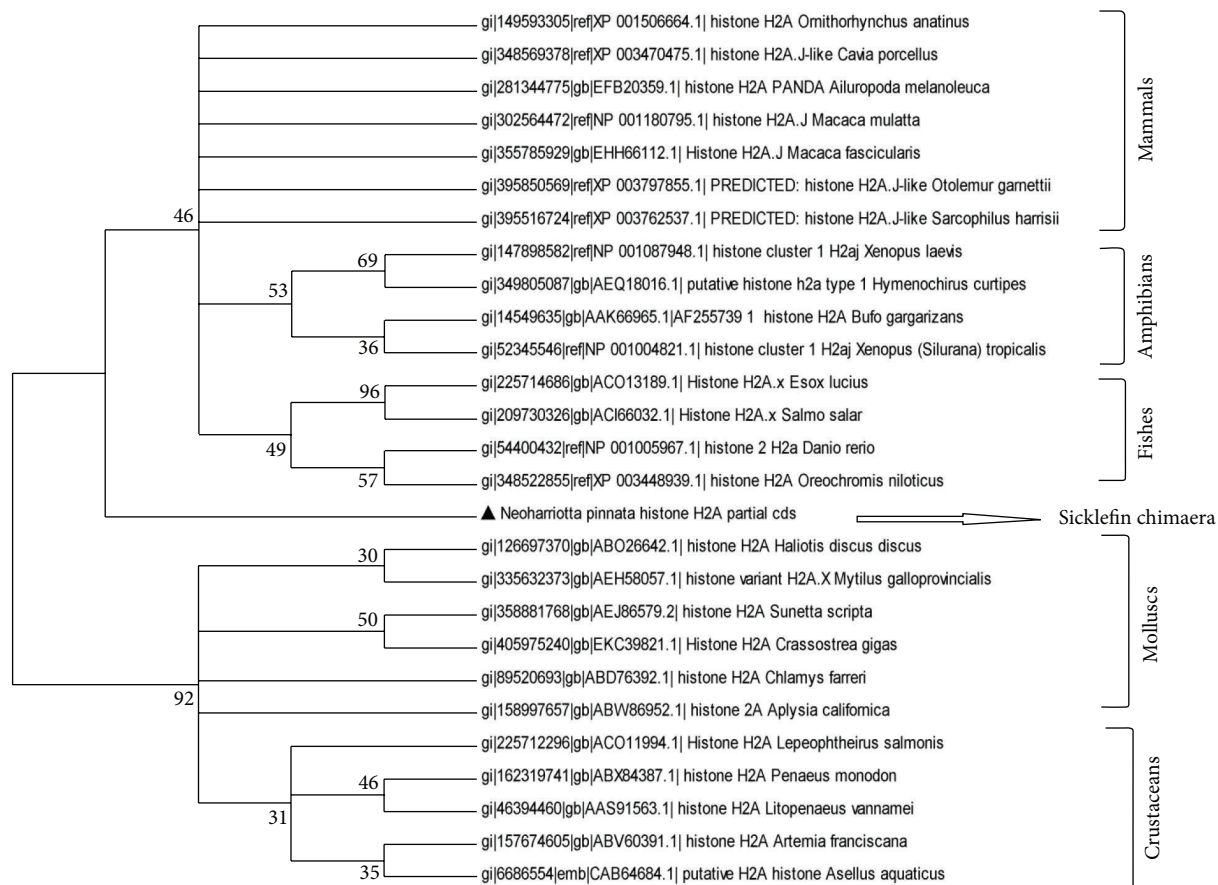 gi|149593305|ref|XP 001506664.1| histone H2A Ornithorhynchus anatinus
gi|348569378|ref|XP 003470475.1| histone H2A.J-like Cavia porcellus
gi|281344775|gb|EFB20359.1| histone H2A PANDA Ailuropoda melanoleuca
gi|302564472|ref|NP 001180795.1| histone H2A.J Macaca mulatta
gi|355785929|gb|EHH66112.1| Histone H2A.J Macaca fascicularis
gi|395850569|ref|XP 003797855.1| PREDICTED: histone H2A.J-like Otolemur garnettii
gi|395516724|ref|XP 003762537.1| PREDICTED: histone H2A.J-like Sarcophilus harrisii
Mammals
46
gi|147898582|ref|NP 001087948.1| histone cluster 1 H2aj Xenopus laevis
69
gi|349805087|gb|AEQ18016.1| putative histone h2a type 1 Hymenochirus curtipes
53
gi|14549635|gb|AAK66965.1|AF255739 1 histone H2A Bufo gargarizans
36
gi|52345546|ref|NP 001004821.1| histone cluster 1 H2aj Xenopus (Silurana) tropicalis
Amphibians
gi|225714686|gb|ACO13189.1| Histone H2A.x Esox lucius
96
gi|209730326|gb|ACI66032.1| Histone H2A.x Salmo salar
49
gi|54400432|ref|NP 001005967.1| histone 2 H2a Danio rerio
57
gi|348522855|ref|XP 003448939.1| histone H2A Oreochromis niloticus
Fishes
▲ Neoharriotta pinnata histone H2A partial cds
Sicklefin chimaera
gi|126697370|gb|ABO26642.1| histone H2A Haliotis discus discus
30
gi|335632373|gb|AEH58057.1| histone variant H2A.X Mytilus galloprovincialis
gi|358881768|gb|AEJ86579.2| histone H2A Sunetta scripta
50
gi|405975240|gb|EKC39821.1| Histone H2A Crassostrea gigas
gi|89520693|gb|ABD76392.1| histone H2A Chlamys farreri
92
gi|158997657|gb|ABW86952.1| histone 2A Aplysia californica
Molluscs
gi|225712296|gb|ACO11994.1| Histone H2A Lepeophtheirus salmonis
gi|162319741|gb|ABX84387.1| histone H2A Penaeus monodon
46
gi|46394460|gb|AAS91563.1| histone H2A Litopenaeus vannamei
31
gi|157674605|gb|ABV60391.1| histone H2A Artemia franciscana
35
gi|6686554|emb|CAB64684.1| putative H2A histone Asellus aquaticus
Crustaceans